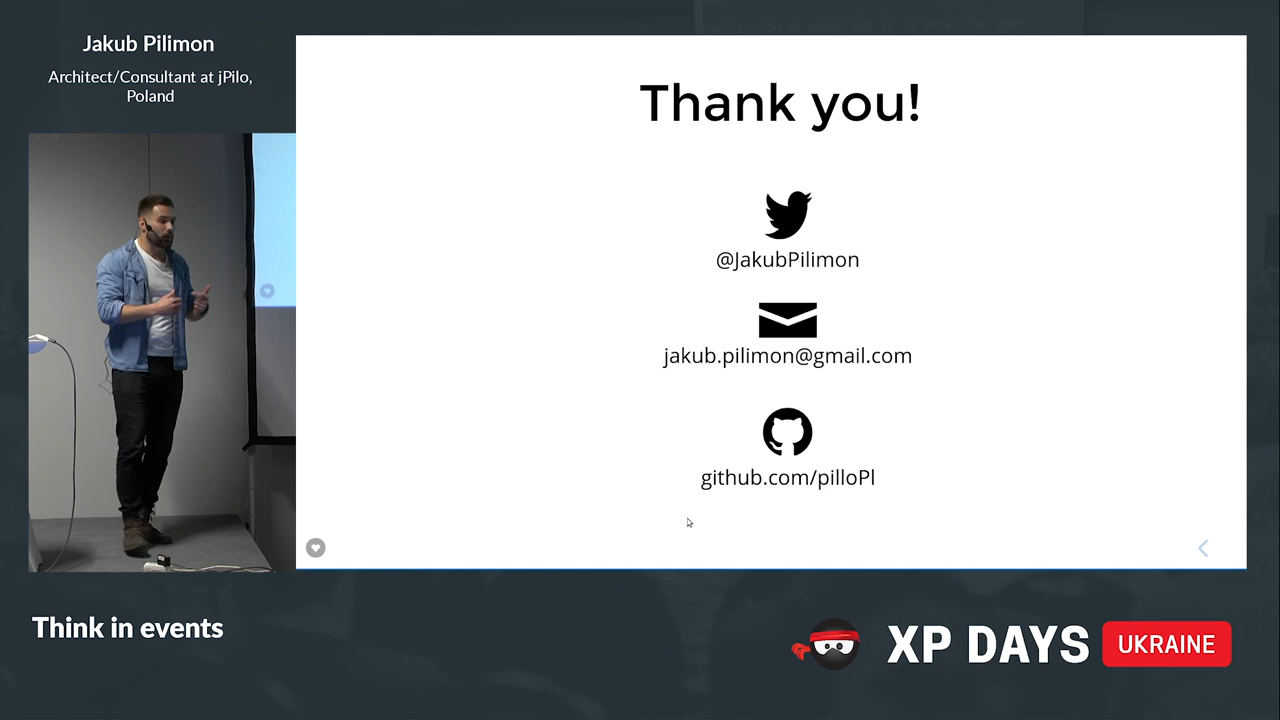 Jakub Pilimon
Architect/Consultant at jPilo,
Poland
Thank you!
@JakubPilimon
jakub.pilimon@gmail.com
github.com/pilloPl
Think in events
XP DAYS UKRAINE